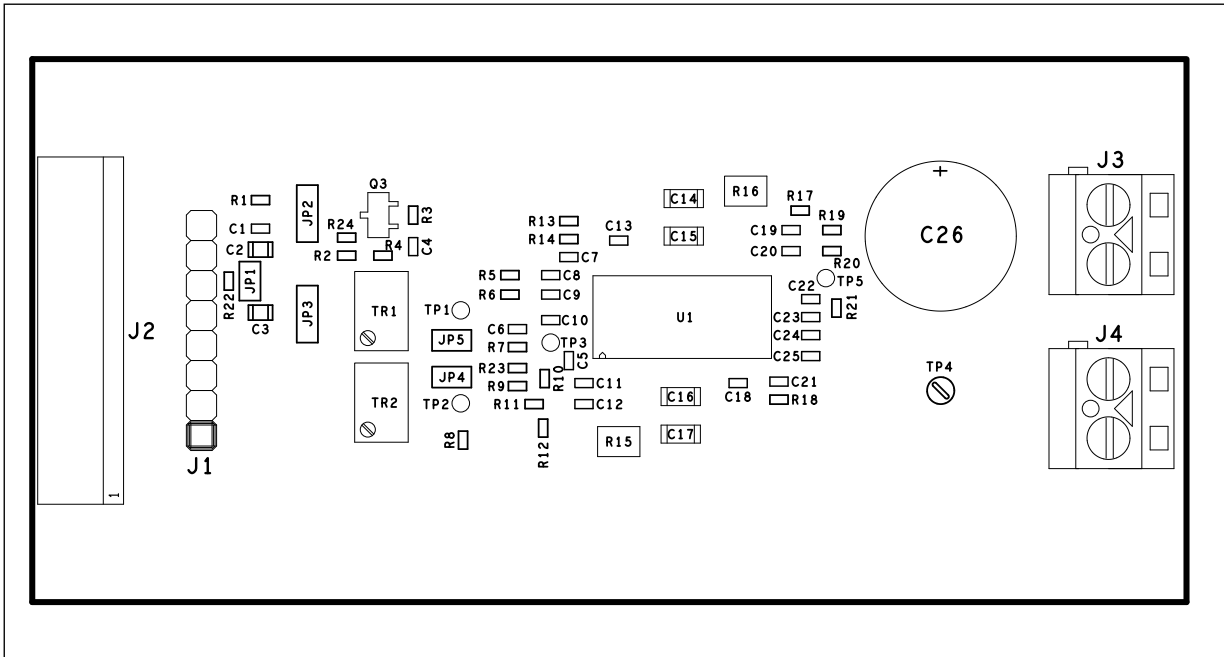 J3
Q3
R16
C14
R1
JP2
R3
R17
R13
C13
R24
C1
C19
R19
C26
R14
C15
R4
C4
C2
R2
C20
C7
R20
R5
C8
TP5
JP1
R22
R6
C9
C22
R21
TR1
TP1
JP3
U1
C23
C10
C3
C6
J2
C24
J4
JP5
TP3
R7
C25
C5
R23
TP4
JP4
R10
C11
C21
R9
C18
C16
R18
TR2
TP2
R11
C12
C17
R8
R15
R12
J1
1